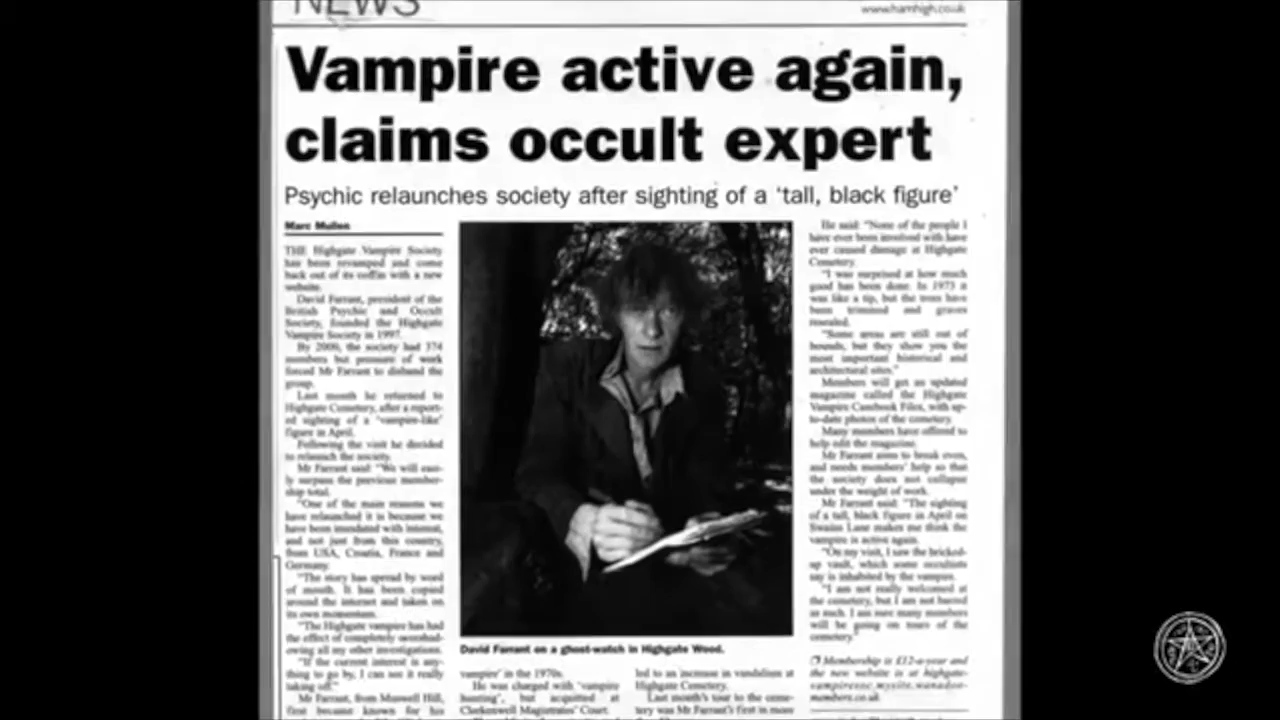 NEWS
www.hamhigh.co.uk
Vampire active again,
claims occult expert
Psychic relaunches society after sighting of a ‘tall, black figure’
Marc Mullen
THE Highgate Vampire Society
has been revamped and come
back out of its coffin with a new
website.
David Farrant, president of the
British Psychic and Occult
Society, founded the Highgate
Vampire Society in 1997.
By 2000, the society had 374
members but pressure of work
forced Mr Farrant to disband the
group.
Last month he returned to
Highgate Cemetery, after a report-
ed sighting of a ‘vampire-like’
figure in April.
Following the visit he decided
to relaunch the society.
Mr Farrant said: “We will easi-
ly surpass the previous member-
ship total.
“One of the main reasons we
have relaunched it is because we
have been inundated with interest,
and not just from this country,
from USA, Croatia, France and
Germany.
“The story has spread by word
of mouth. It has been copied
around the internet and taken on
its own momentum.
“The Highgate vampire has had
the effect of completely overshad-
owing all my other investigations.
“If the current interest is any-
thing to go by, I can see it really
taking off.”
Mr Farrant, from Muswell Hill,
first became known for his
David Farrant on a ghost-watch in Highgate Wood.
vampire’ in the 1970s.
He was charged with ‘vampire
hunting’, but acquitted at
Clerkenwell Magistrates’ Court.
led to an increase in vandalism at
Highgate Cemetery.
Last month’s tour to the ceme-
tery was Mr Farrant’s first in more
He said: “None of the people I
have ever been involved with have
ever caused damage at Highgate
Cemetery.
“I was surprised at how much
good has been done. In 1973 it
was like a tip, but the trees have
been trimmed and graves
resealed.
“Some areas are still out of
bounds, but they show you the
most important historical and
architectural sites.”
Members will get an updated
magazine called the Highgate
Vampire Casebook Files, with up-
to-date photos of the cemetery.
Many members have offered to
help edit the magazine.
Mr Farrant aims to break even,
and needs members’ help so that
the society does not collapse
under the weight of work.
Mr Farrant said: “The sighting
of a tall, black figure in April on
Swains Lane makes me think the
vampire is active again.
“On my visit, I saw the bricked-
up vault, which some occultists
say is inhabited by the vampire.
“I am not really welcomed at
the cemetery, but I am not barred
as such. I am sure many members
will be going on tours of the
cemetery.”
Membership is £12-a-year and
the new website is at highgate-
members.co.uk